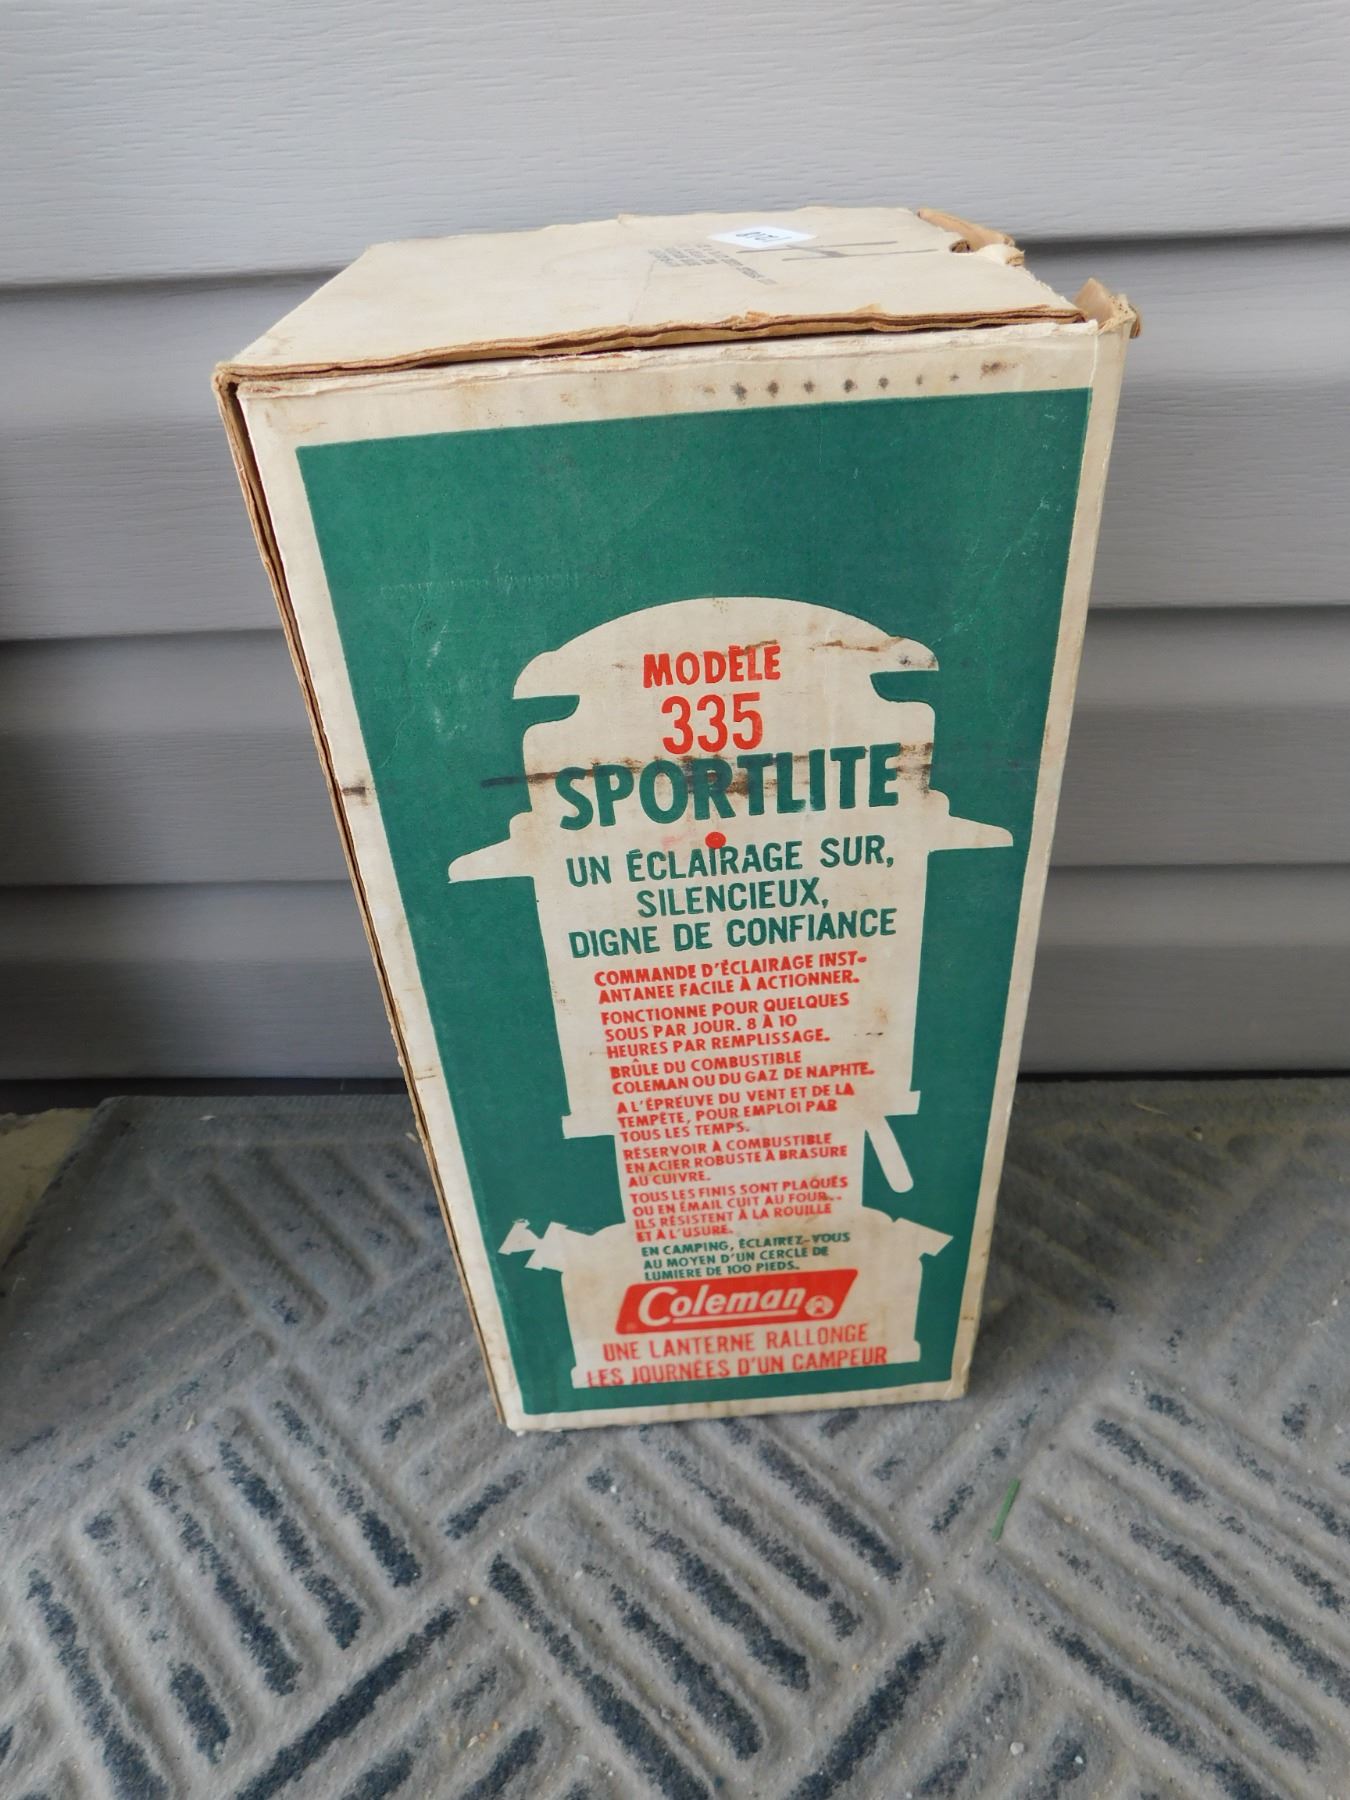 1218
MODÈLE
335
SPORTLITE
UN ÉCLAIRAGE SUR,
SILENCIEUX,
DIGNE DE CONFIANCE
COMMANDE D'ÉCLAIRAGE INST-
ANTANEE FACILE À ACTIONNER.
FONCTIONNE POUR QUELQUES
SOUS PAR JOUR. 8 À 10
HEURES PAR REMPLISSAGE.
BRÛLE DU COMBUSTIBLE
COLEMAN OU DU GAZ DE NAPHTE.
A L'ÉPREUVE DU VENT ET DE LA
TEMPÊTE, POUR EMPLOI PAR
TOUS LES TEMPS.
RÉSERVOIR À COMBUSTIBLE
EN ACIER ROBUSTE À BRASURE
AU CUIVRE.
TOUS LES FINIS SONT PLAQUÉS
OU EN ÉMAIL CUIT AU FOUR..
ILS RÉSISTENT À LA ROUILLE
ET À L'USURE.
EN CAMPING, ÉCLAIREZ-VOUS
AU MOYEN D'UN CERCLE DE
LUMIERE DE 100 PIEDS.
Coleman
UNE LANTERNE RALLONGE
LES JOURNÉES D'UN CAMPEUR